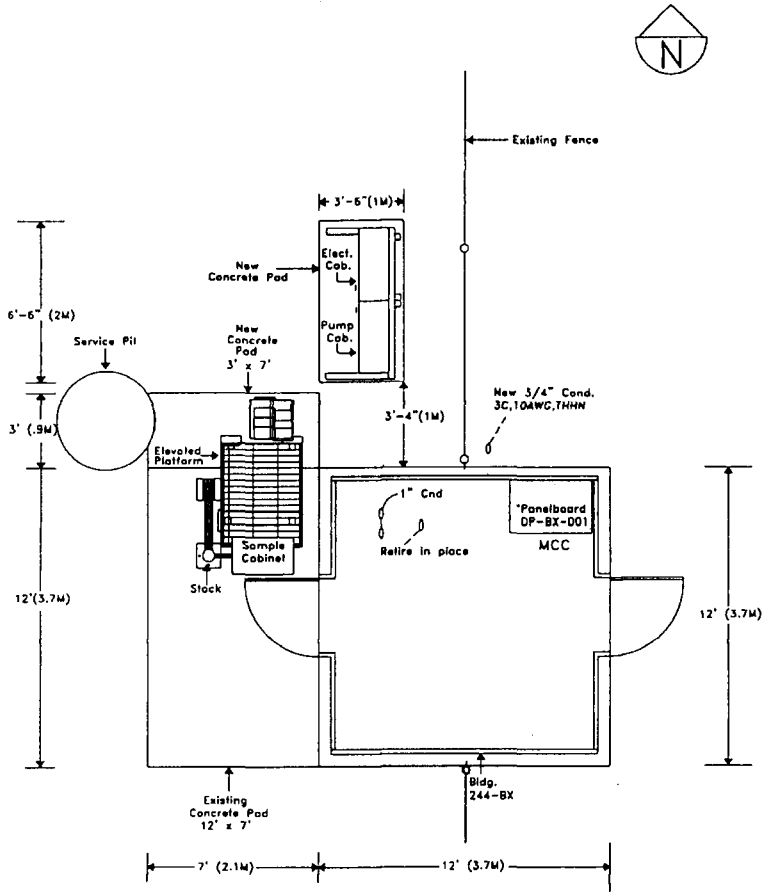 N
Existing Fence
3'-6"(1M)
New
Concrete Pad
Elect.
Cab.
Pump
Cab.
6'-6" (2M)
Service Pit
New
Concrete
Pad
3' x 7'
3'-4"(1M)
New 3/4" Cond.
3C,10AWG,THHN
3' (.9M)
Elevated
Platform
1" Cnd
Retire in place
*Panelboard
DP-BX-001
MCC
Sample
Cabinet
Stack
12'(3.7M)
12' (3.7M)
Bldg.
244-BX
Existing
Concrete Pad
12' x 7'
7' (2.1M)
12' (3.7M)